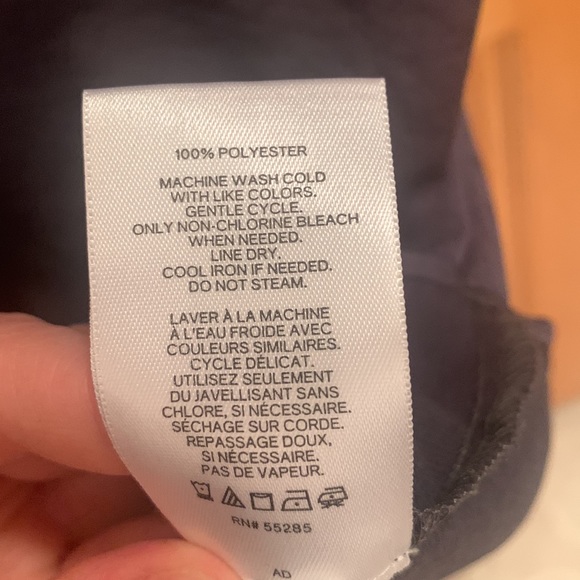 100% POLYESTER
MACHINE WASH COLD
WITH LIKE COLORS.
GENTLE CYCLE.
ONLY NON-CHLORINE BLEACH
WHEN NEEDED.
LINE DRY.
COOL IRON IF NEEDED.
DO NOT STEAM.
LAVER À LA MACHINE
À L'EAU FROIDE AVEC
COULEURS SIMILAIRES.
CYCLE DÉLICAT.
UTILISEZ SEULEMENT
DU JAVELLISANT SANS
CHLORE, SI NÉCESSAIRE.
SÉCHAGE SUR CORDE.
REPASSAGE DOUX,
SI NÉCESSAIRE.
PAS DE VAPEUR.
RN# 55285
AD